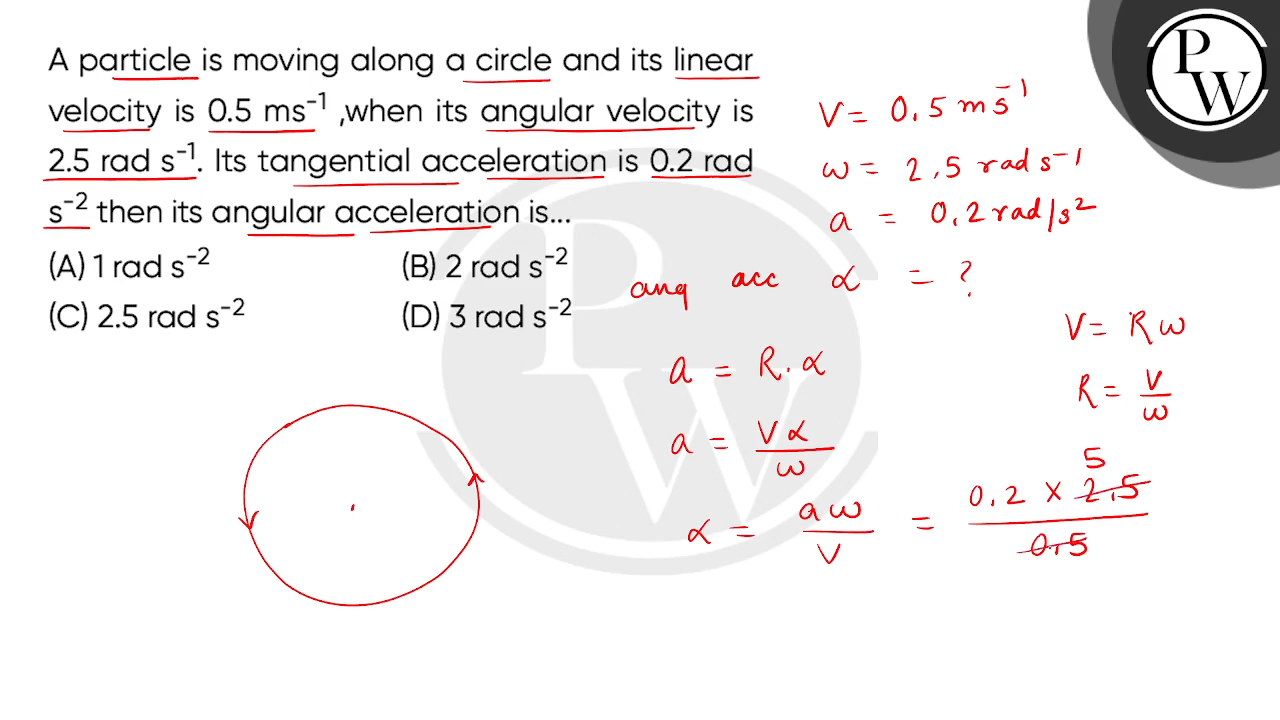 A particle is moving along a circle and its linear
velocity is 0.5 ms⁻¹ ,when its angular velocity is
2.5 rad s⁻¹. Its tangential acceleration is 0.2 rad
s⁻² then its angular acceleration is...
(A) 1 rad s⁻² (B) 2 rad s⁻²
(C) 2.5 rad s⁻² (D) 3 rad s⁻²
PW
V = 0.5 m s⁻¹
ω = 2.5 rad s⁻¹
a = 0.2 rad/s²
ang acc α = ?
V = Rω
R = V/ω
a = R.α
a = Vα/ω
α = aω/V = 0.2 × 2.5/0.5
5
PW